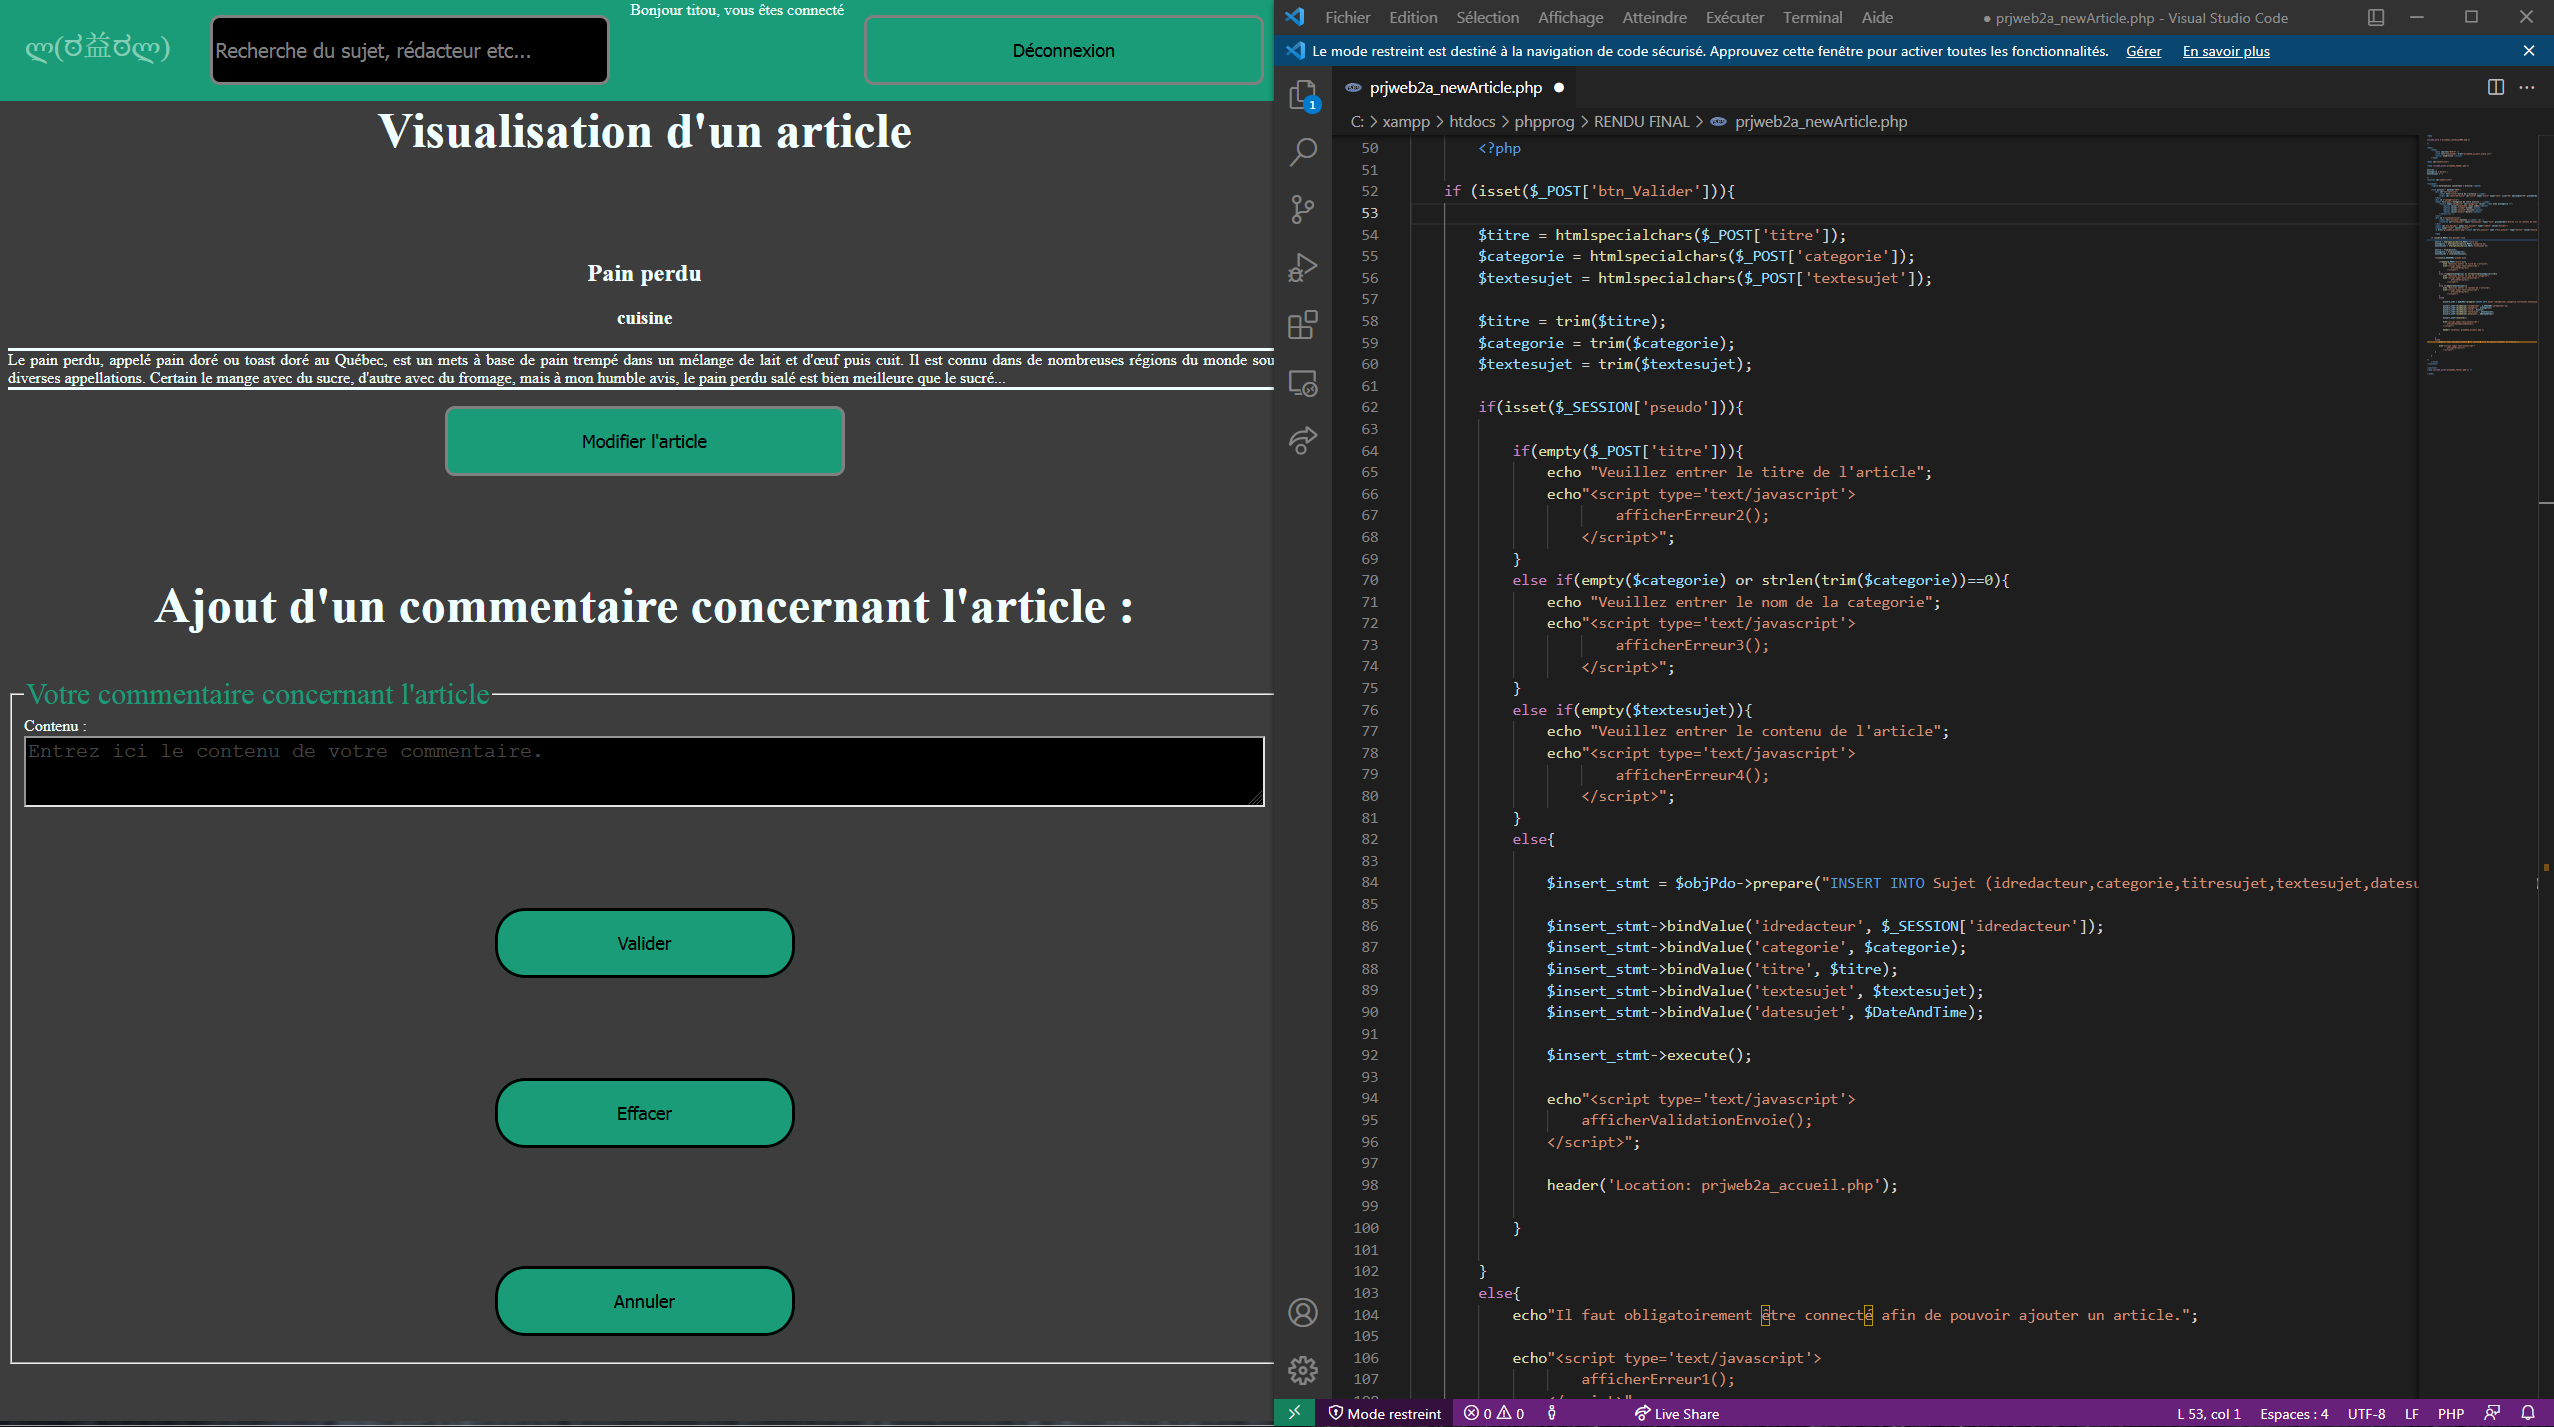 ლ(ಠ益ಠლ)
Recherche du sujet, rédacteur etc...
Bonjour titou, vous êtes connecté
Déconnexion
Visualisation d'un article
Pain perdu
cuisine
Le pain perdu, appelé pain doré ou toast doré au Québec, est un mets à base de pain trempé dans un mélange de lait et d'œuf puis cuit. Il est connu dans de nombreuses régions du monde sou
diverses appellations. Certain le mange avec du sucre, d'autre avec du fromage, mais à mon humble avis, le pain perdu salé est bien meilleure que le sucré...
Modifier l'article
Ajout d'un commentaire concernant l'article :
Votre commentaire concernant l'article
Contenu :
Entrez ici le contenu de votre commentaire.
Valider
Effacer
Annuler
Fichier Edition Sélection Affichage Atteindre Exécuter Terminal Aide
● prjweb2a_newArticle.php - Visual Studio Code
Le mode restreint est destiné à la navigation de code sécurisé. Approuvez cette fenêtre pour activer toutes les fonctionnalités. Gérer En savoir plus
1
prjweb2a_newArticle.php ●
C: > xampp > htdocs > phpprog > RENDU FINAL > prjweb2a_newArticle.php
50 <?php
51
52 if (isset($_POST['btn_Valider'])){
53
54 $titre = htmlspecialchars($_POST['titre']);
55 $categorie = htmlspecialchars($_POST['categorie']);
56 $textesujet = htmlspecialchars($_POST['textesujet']);
57
58 $titre = trim($titre);
59 $categorie = trim($categorie);
60 $textesujet = trim($textesujet);
61
62 if(isset($_SESSION['pseudo'])){
63
64 if(empty($_POST['titre'])){
65 echo "Veuillez entrer le titre de l'article";
66 echo"<script type='text/javascript'>
67 afficherErreur2();
68 </script>";
69 }
70 else if(empty($categorie) or strlen(trim($categorie))==0){
71 echo "Veuillez entrer le nom de la categorie";
72 echo"<script type='text/javascript'>
73 afficherErreur3();
74 </script>";
75 }
76 else if(empty($textesujet)){
77 echo "Veuillez entrer le contenu de l'article";
78 echo"<script type='text/javascript'>
79 afficherErreur4();
80 </script>";
81 }
82 else{
83
84 $insert_stmt = $objPdo->prepare("INSERT INTO Sujet (idredacteur,categorie,titresujet,textesujet,datesu
85
86 $insert_stmt->bindValue('idredacteur', $_SESSION['idredacteur']);
87 $insert_stmt->bindValue('categorie', $categorie);
88 $insert_stmt->bindValue('titre', $titre);
89 $insert_stmt->bindValue('textesujet', $textesujet);
90 $insert_stmt->bindValue('datesujet', $DateAndTime);
91
92 $insert_stmt->execute();
93
94 echo"<script type='text/javascript'>
95 afficherValidationEnvoie();
96 </script>";
97
98 header('Location: prjweb2a_accueil.php');
99
100 }
101
102 }
103 else{
104 echo"Il faut obligatoirement être connecté afin de pouvoir ajouter un article.";
105
106 echo"<script type='text/javascript'>
107 afficherErreur1();
Mode restreint 0 0 Live Share
L 53, col 1 Espaces : 4 UTF-8 LF PHP